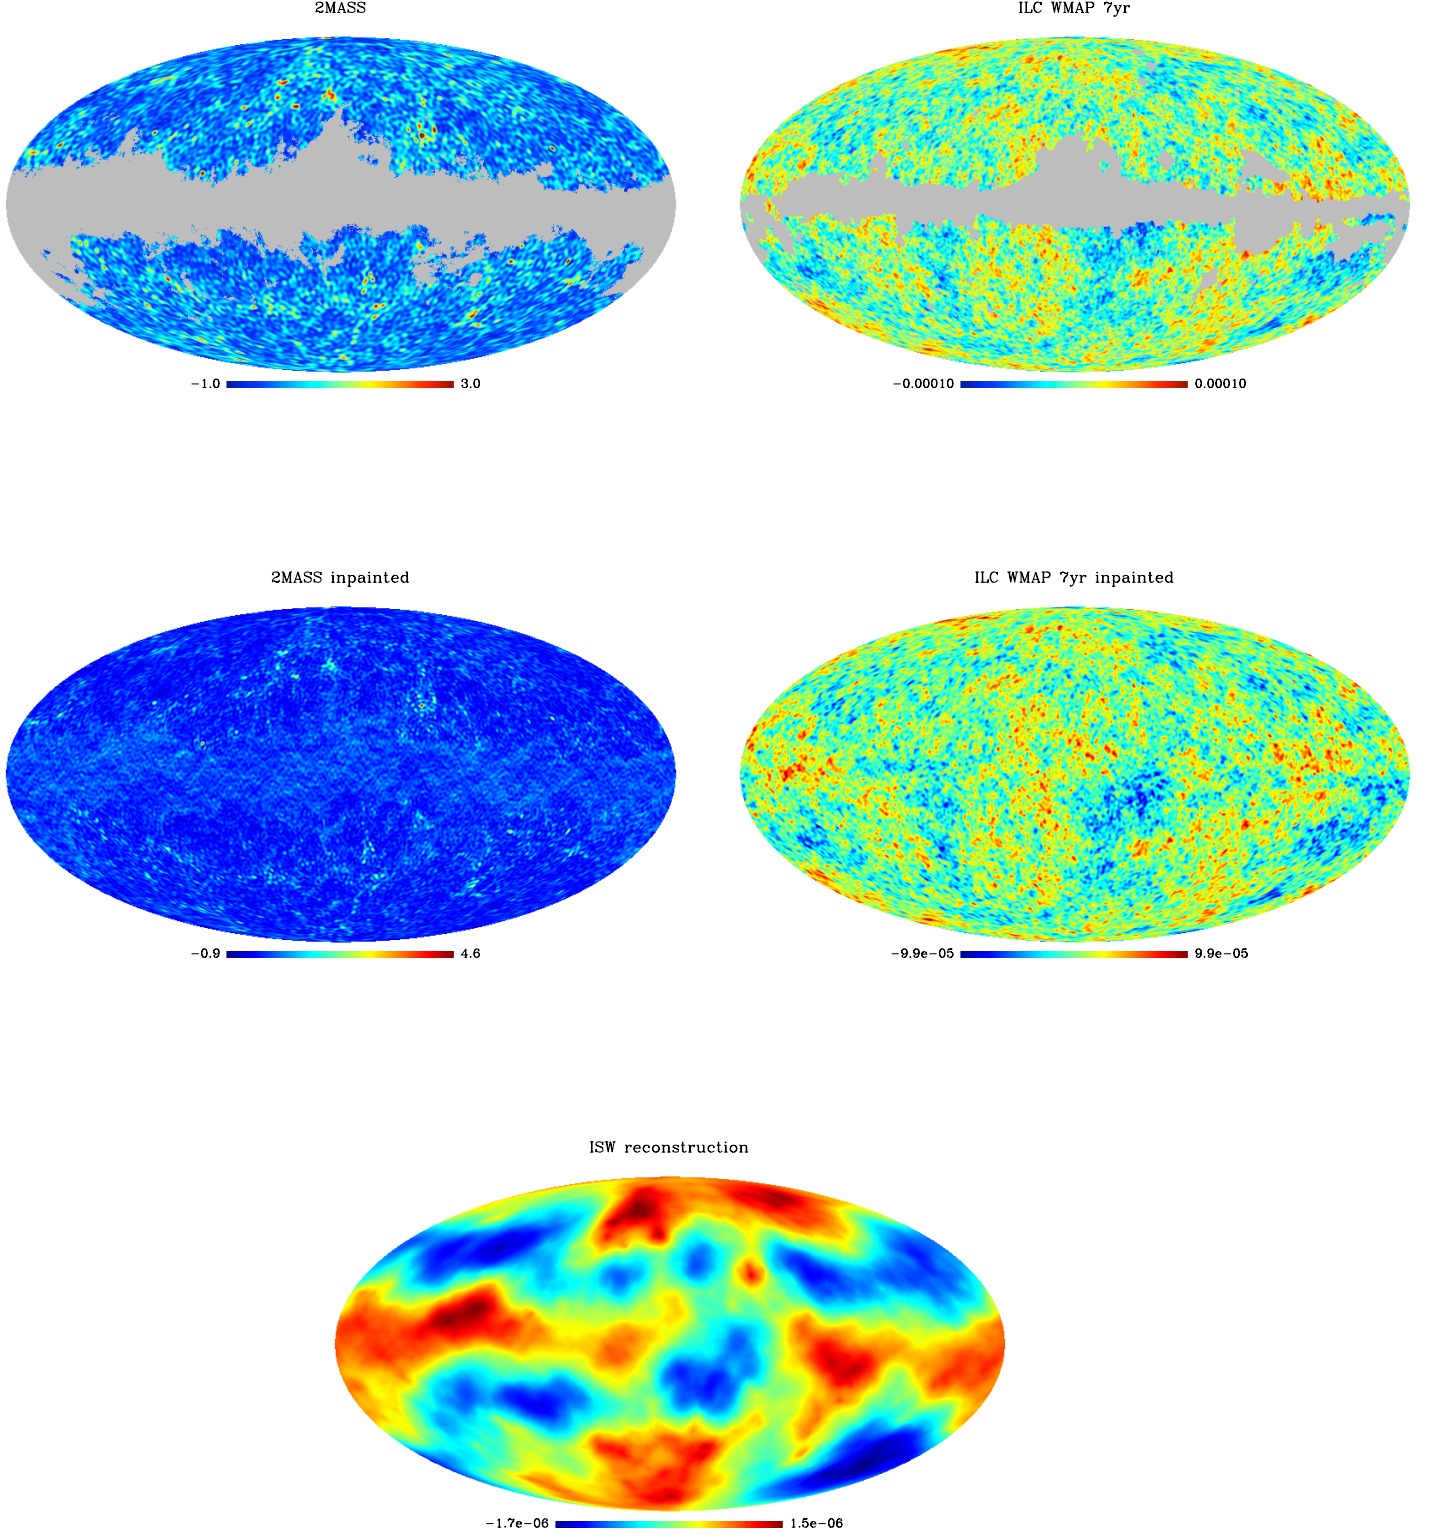 2MASS
ILC WMAP 7yr
−1.0 3.0
−0.00010 0.00010
2MASS inpainted
ILC WMAP 7yr inpainted
−0.9 4.6
−9.9e−05 9.9e−05
ISW reconstruction
−1.7e−06 1.5e−06